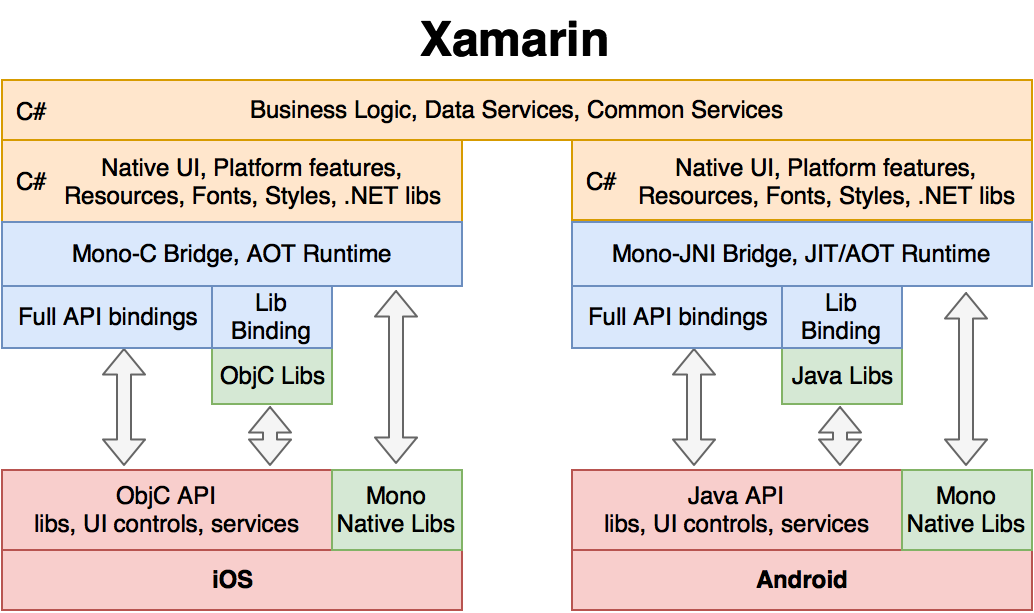 Xamarin
C#
Business Logic, Data Services, Common Services
C#
Native UI, Platform features,
Resources, Fonts, Styles, .NET libs
Mono-C Bridge, AOT Runtime
Full API bindings
Lib
Binding
ObjC Libs
ObjC API
libs, UI controls, services
Mono
Native Libs
iOS
C#
Native UI, Platform features,
Resources, Fonts, Styles, .NET libs
Mono-JNI Bridge, JIT/AOT Runtime
Full API bindings
Lib
Binding
Java Libs
Java API
libs, UI controls, services
Mono
Native Libs
Android